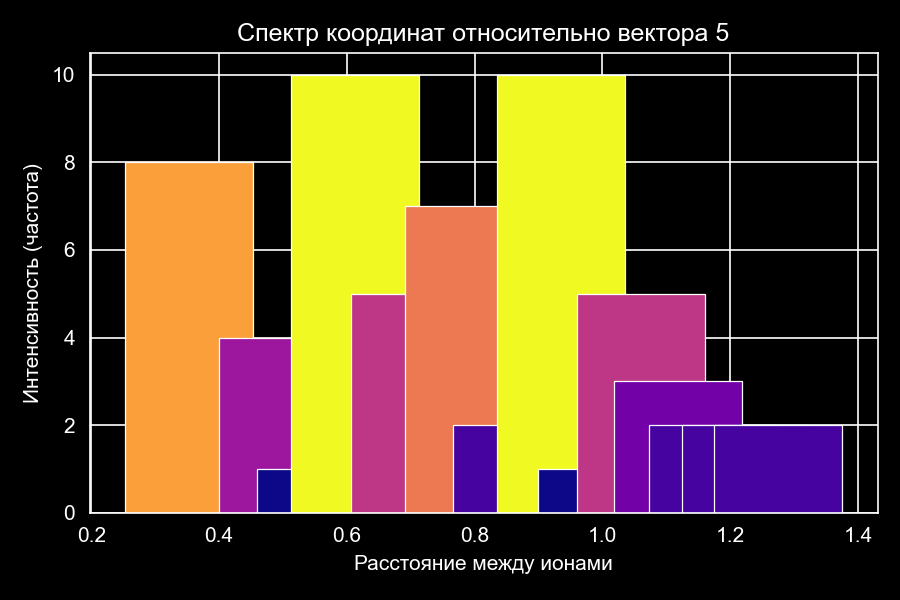 Спектр координат относительно вектора 5
Интенсивность (частота)
10
8
6
4
2
0
0.2 0.4 0.6 0.8 1.0 1.2 1.4
Расстояние между ионами